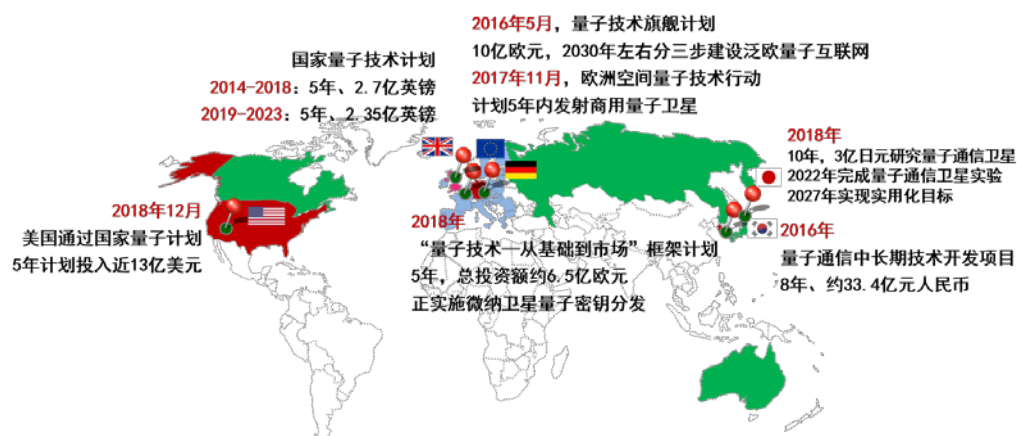 国家量子技术计划
2014-2018：5年、2.7亿英镑
2019-2023：5年、2.35亿英镑
2016年5月，量子技术旗舰计划
10亿欧元，2030年左右分三步建设泛欧量子互联网
2017年11月，欧洲空间量子技术行动
计划5年内发射商用量子卫星
2018年
10年，3亿日元研究量子通信卫星
2022年完成量子通信卫星实验
2027年实现实用化目标
2018年12月
美国通过国家量子计划
5年计划投入近13亿美元
2018年
“量子技术—从基础到市场”框架计划
5年，总投资额约6.5亿欧元
正实施微纳卫星量子密钥分发
2016年
量子通信中长期技术开发项目
8年、约33.4亿元人民币